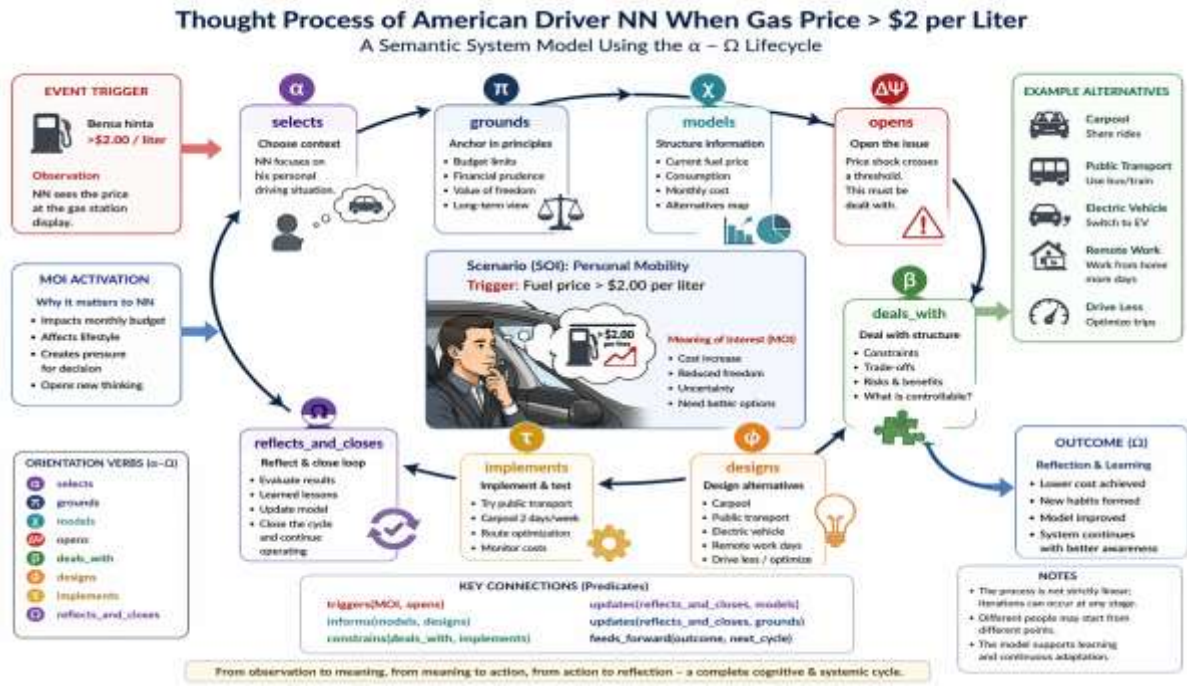 Thought Process of American Driver NN When Gas Price > $2 per Liter
A Semantic System Model Using the α – Ω Lifecycle
EVENT TRIGGER
Bensa hinta
>$2.00 / liter
Observation
NN sees the price
at the gas station
display.
MOI ACTIVATION
Why it matters to NN
• Impacts monthly budget
• Affects lifestyle
• Creates pressure
for decision
• Opens new thinking
ORIENTATION VERBS (α–Ω)
α selects
π grounds
χ models
ΔΨ opens
β deals_with
φ designs
τ implements
Ω reflects_and_closes
α
selects
Choose context
NN focuses on
his personal
driving situation.
π
grounds
Anchor in principles
• Budget limits
• Financial prudence
• Value of freedom
• Long-term view
χ
models
Structure information
• Current fuel price
• Consumption
• Monthly cost
• Alternatives map
ΔΨ
opens
Open the issue
Price shock crosses
a threshold.
This must be
dealt with.
Scenario (SOI): Personal Mobility
Trigger: Fuel price > $2.00 per liter
>$2.00
per liter
Meaning of Interest (MOI)
• Cost increase
• Reduced freedom
• Uncertainty
• Need better options
β
deals_with
Deal with structure
• Constraints
• Trade-offs
• Risks & benefits
• What is controllable?
φ
designs
Design alternatives
• Carpool
• Public transport
• Electric vehicle
• Remote work days
• Drive less / optimize
τ
implements
Implement & test
• Try public transport
• Carpool 2 days/week
• Route optimization
• Monitor costs
Ω
reflects_and_closes
Reflect & close loop
• Evaluate results
• Learned lessons
• Update model
• Close the cycle
and continue
operating
EXAMPLE ALTERNATIVES
Carpool
Share rides
Public Transport
Use bus/train
Electric Vehicle
Switch to EV
Remote Work
Work from home
more days
Drive Less
Optimize trips
OUTCOME (Ω)
Reflection & Learning
• Lower cost achieved
• New habits formed
• Model improved
• System continues
with better awareness
KEY CONNECTIONS (Predicates)
triggers(MOI, opens)
informs(models, designs)
constrains(deals_with, implements)
updates(reflects_and_closes, models)
updates(reflects_and_closes, grounds)
feeds_forward(outcome, next_cycle)
NOTES
• The process is not strictly linear;
iterations can occur at any stage.
• Different people may start from
different points.
• The model supports learning
and continuous adaptation.
From observation to meaning, from meaning to action, from action to reflection – a complete cognitive & systemic cycle.